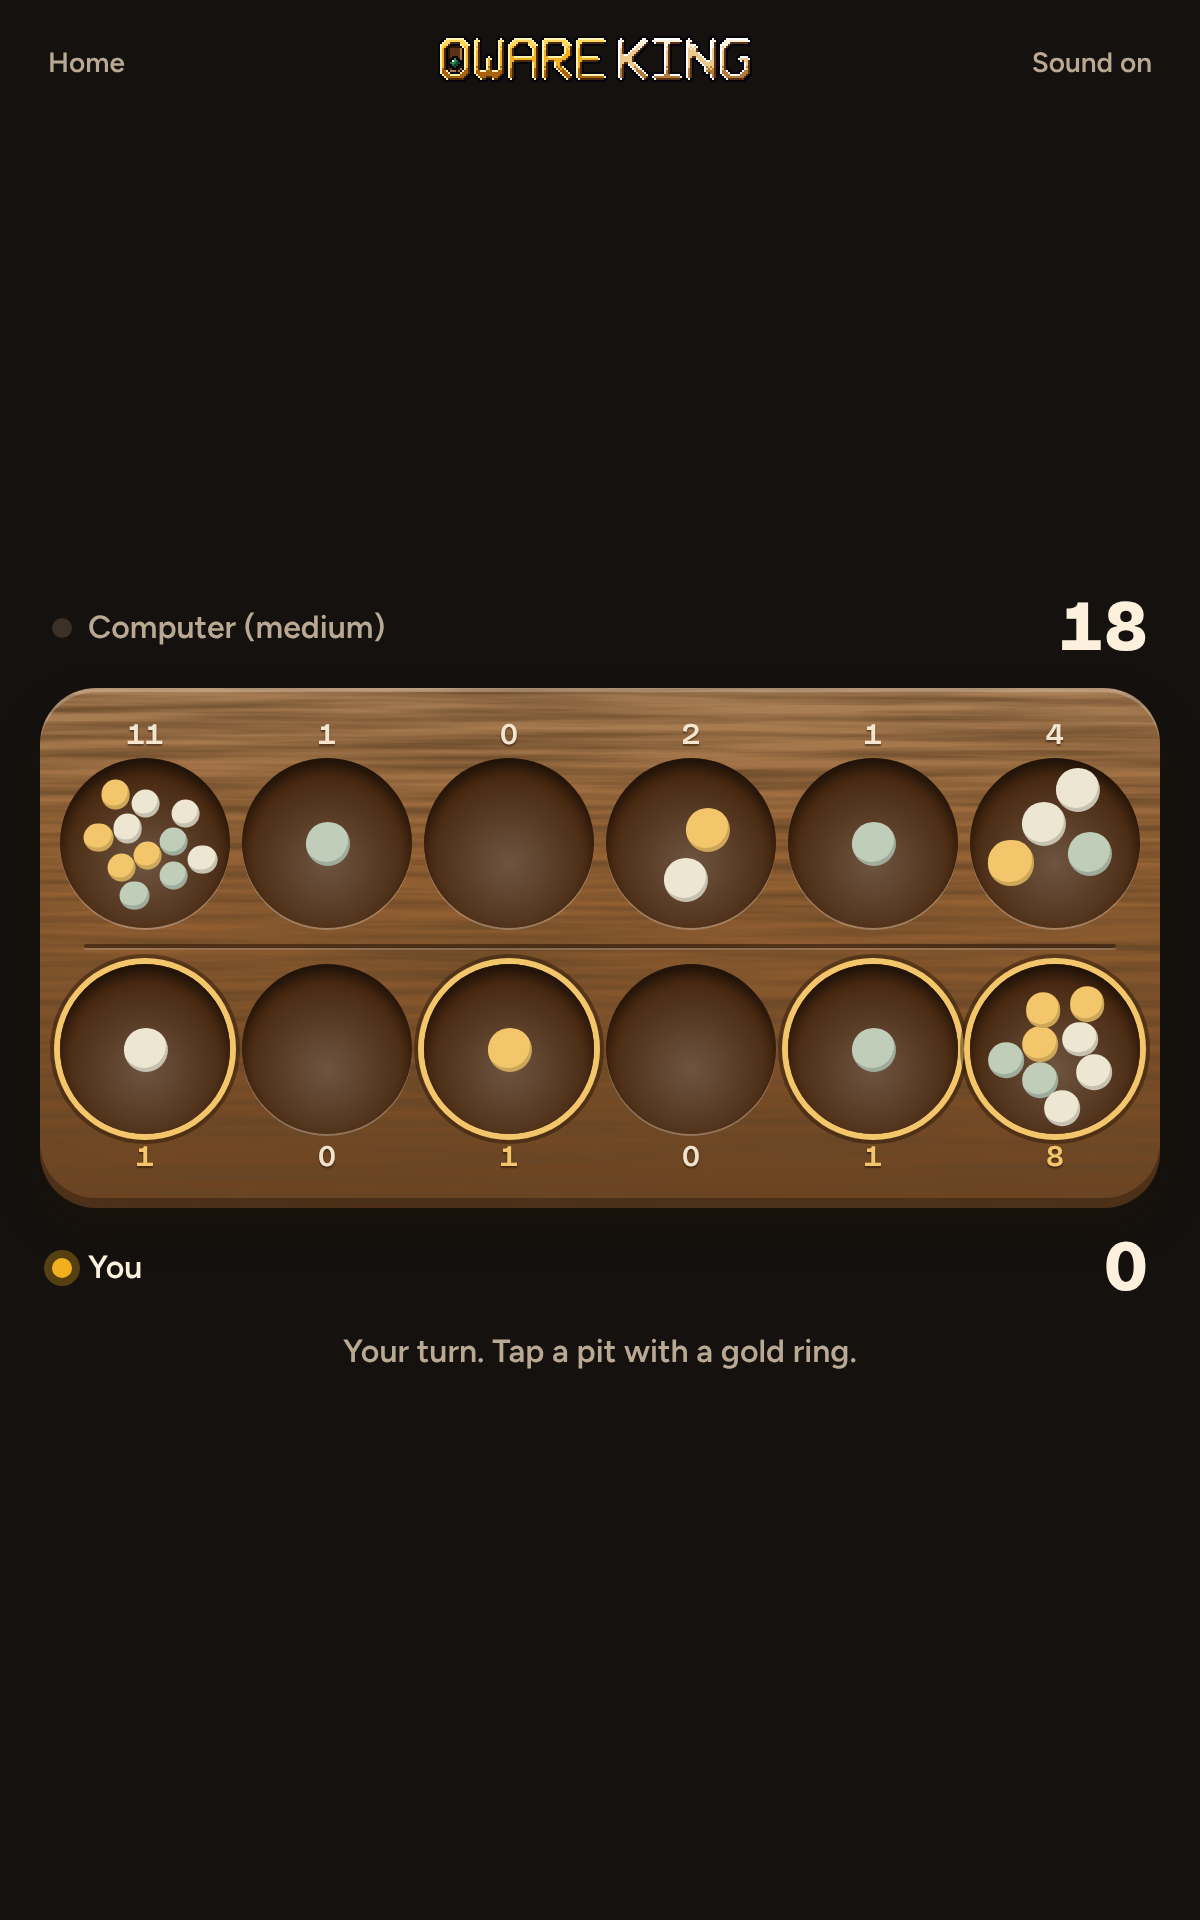 Home
OWARE KING
Sound on
Computer (medium)
18
11 1 0 2 1 4
1 0 1 0 1 8
You
0
Your turn. Tap a pit with a gold ring.